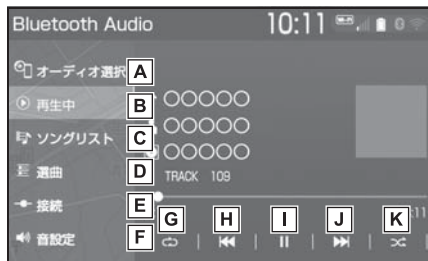 Bluetooth Audio 10:11
オーディオ選択 A
再生中 B ○○○○○
ソングリスト C ○○○○○
○○○○○
選曲 D TRACK 109
接続 E
音設定 F G H I J K